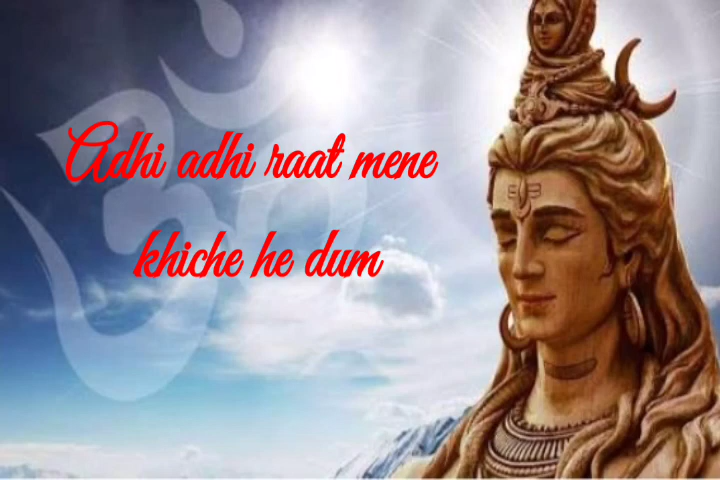 Adhi adhi raat mene
khiche he dum
ॐ